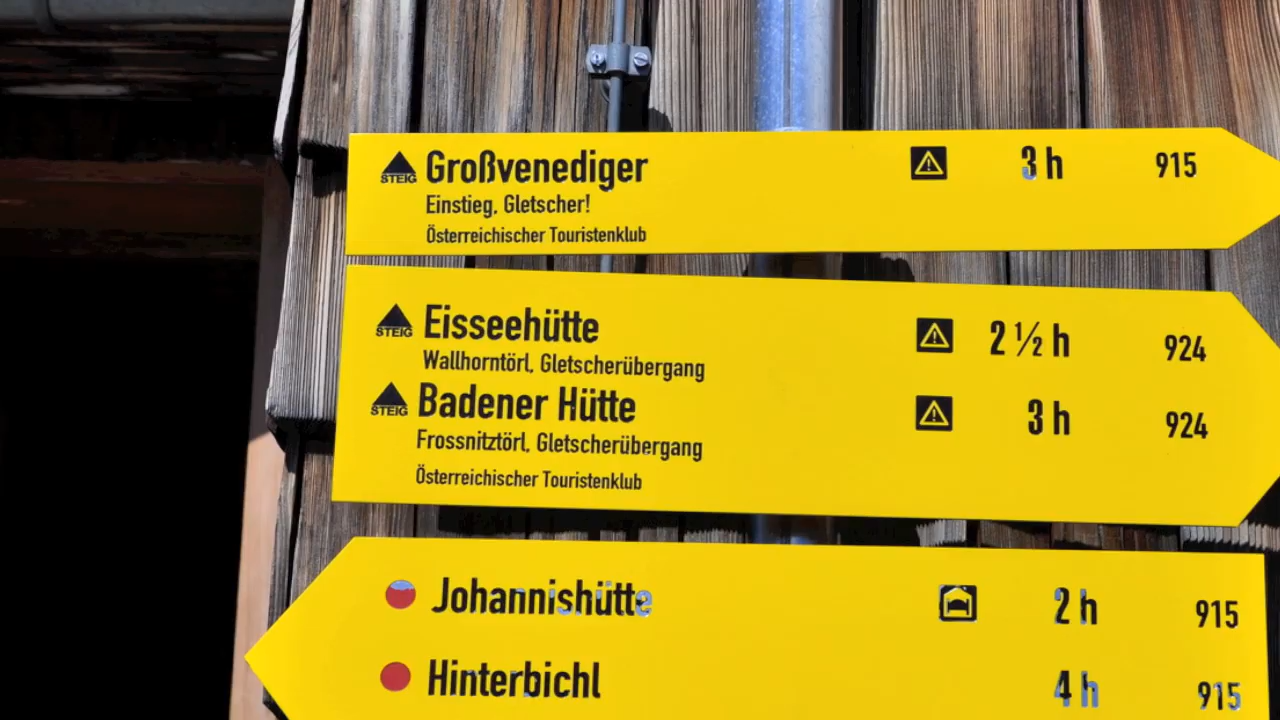 STEIG Großvenediger 3 h 915
Einstieg, Gletscher!
Österreichischer Touristenklub
STEIG Eisseehütte 2 ½ h 924
Wallhorntörl, Gletscherübergang
STEIG Badener Hütte 3 h 924
Frossnitztörl, Gletscherübergang
Österreichischer Touristenklub
Johannishütte 2 h 915
Hinterbichl 4 h 915